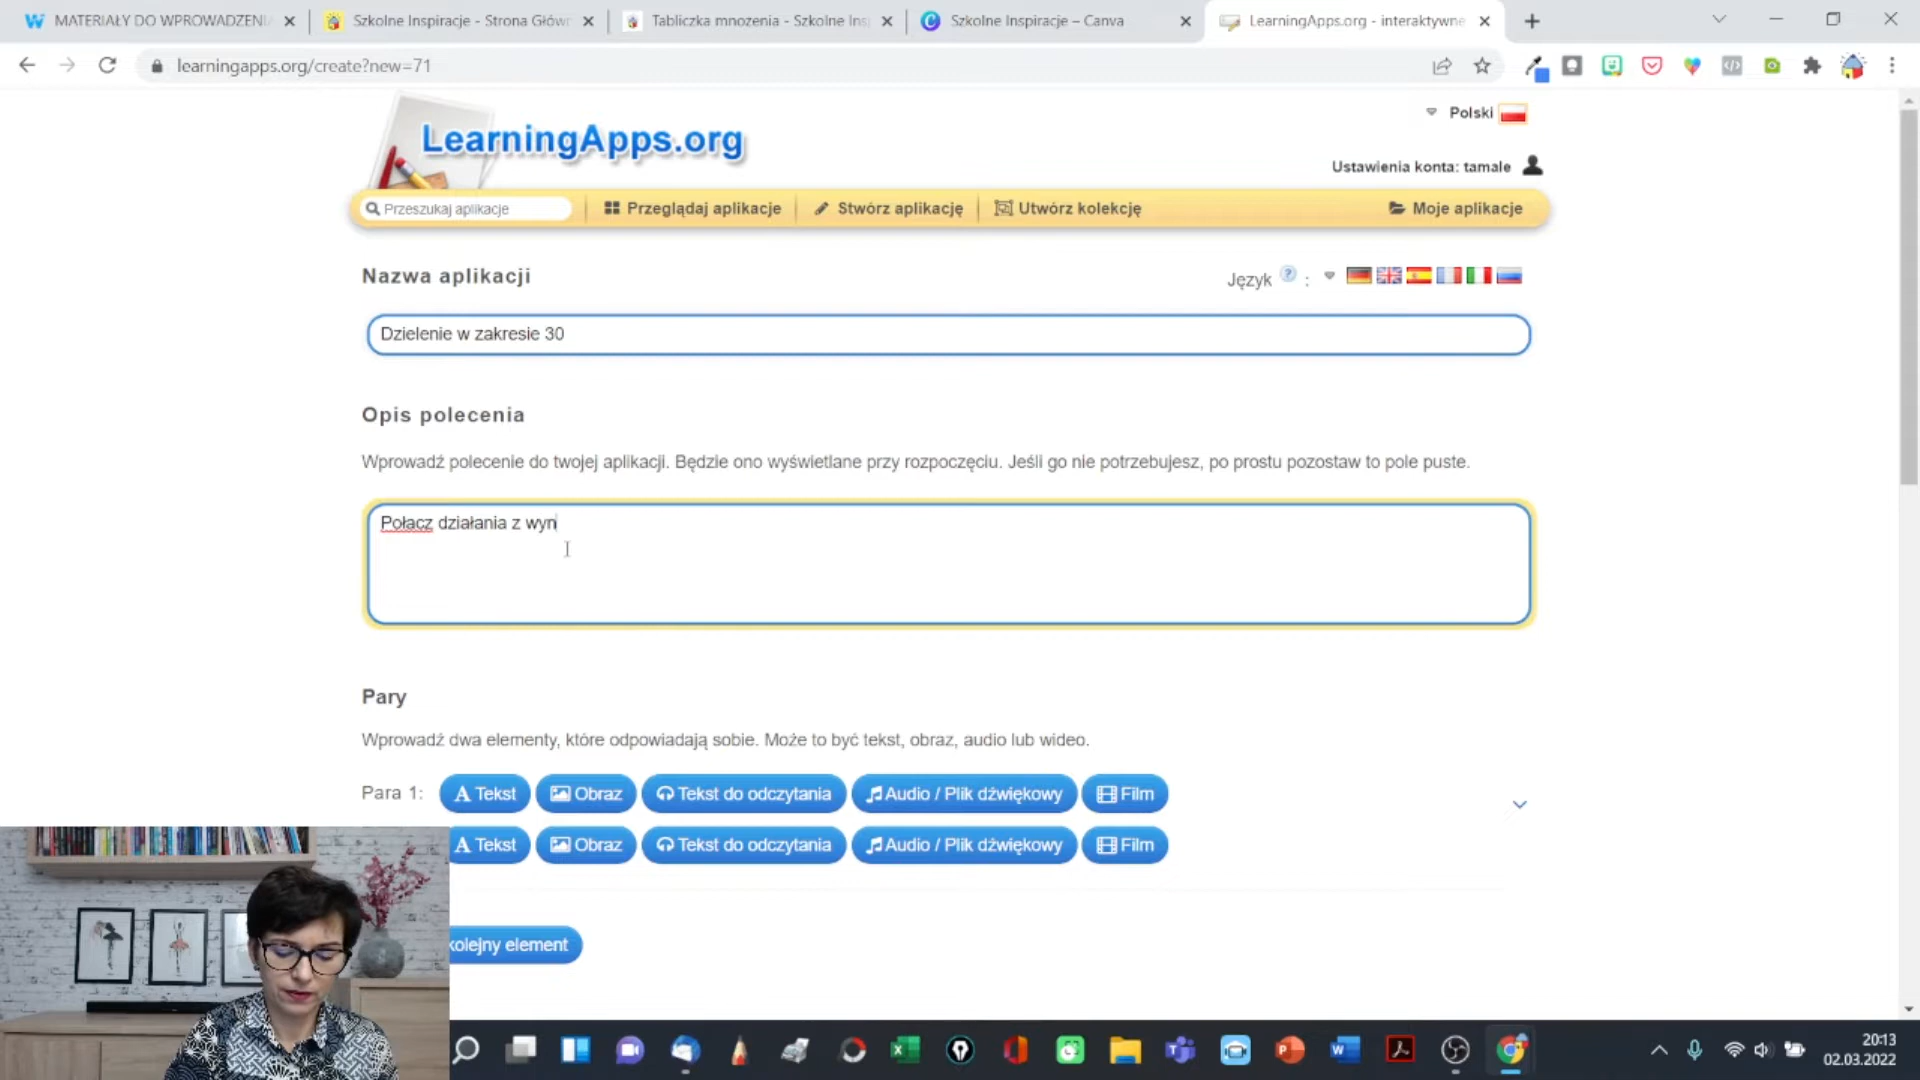 MATERIAŁY DO WPROWADZENI
Szkolne Inspiracje - Strona Główn
Tabliczka mnozenia - Szkolne Ins
Szkolne Inspiracje – Canva
LearningApps.org - interaktywne
learningapps.org/create?new=71
Polski
LearningApps.org
Ustawienia konta: tamale
Przeszukaj aplikacje
Przeglądaj aplikacje
Stwórz aplikację
Utwórz kolekcję
Moje aplikacje
Nazwa aplikacji
Język ? :
Dzielenie w zakresie 30
Opis polecenia
Wprowadź polecenie do twojej aplikacji. Będzie ono wyświetlane przy rozpoczęciu. Jeśli go nie potrzebujesz, po prostu pozostaw to pole puste.
Połącz działania z wyn
Pary
Wprowadź dwa elementy, które odpowiadają sobie. Może to być tekst, obraz, audio lub wideo.
Para 1: A Tekst Obraz Tekst do odczytania Audio / Plik dźwiękowy Film
A Tekst Obraz Tekst do odczytania Audio / Plik dźwiękowy Film
kolejny element
20:13
02.03.2022